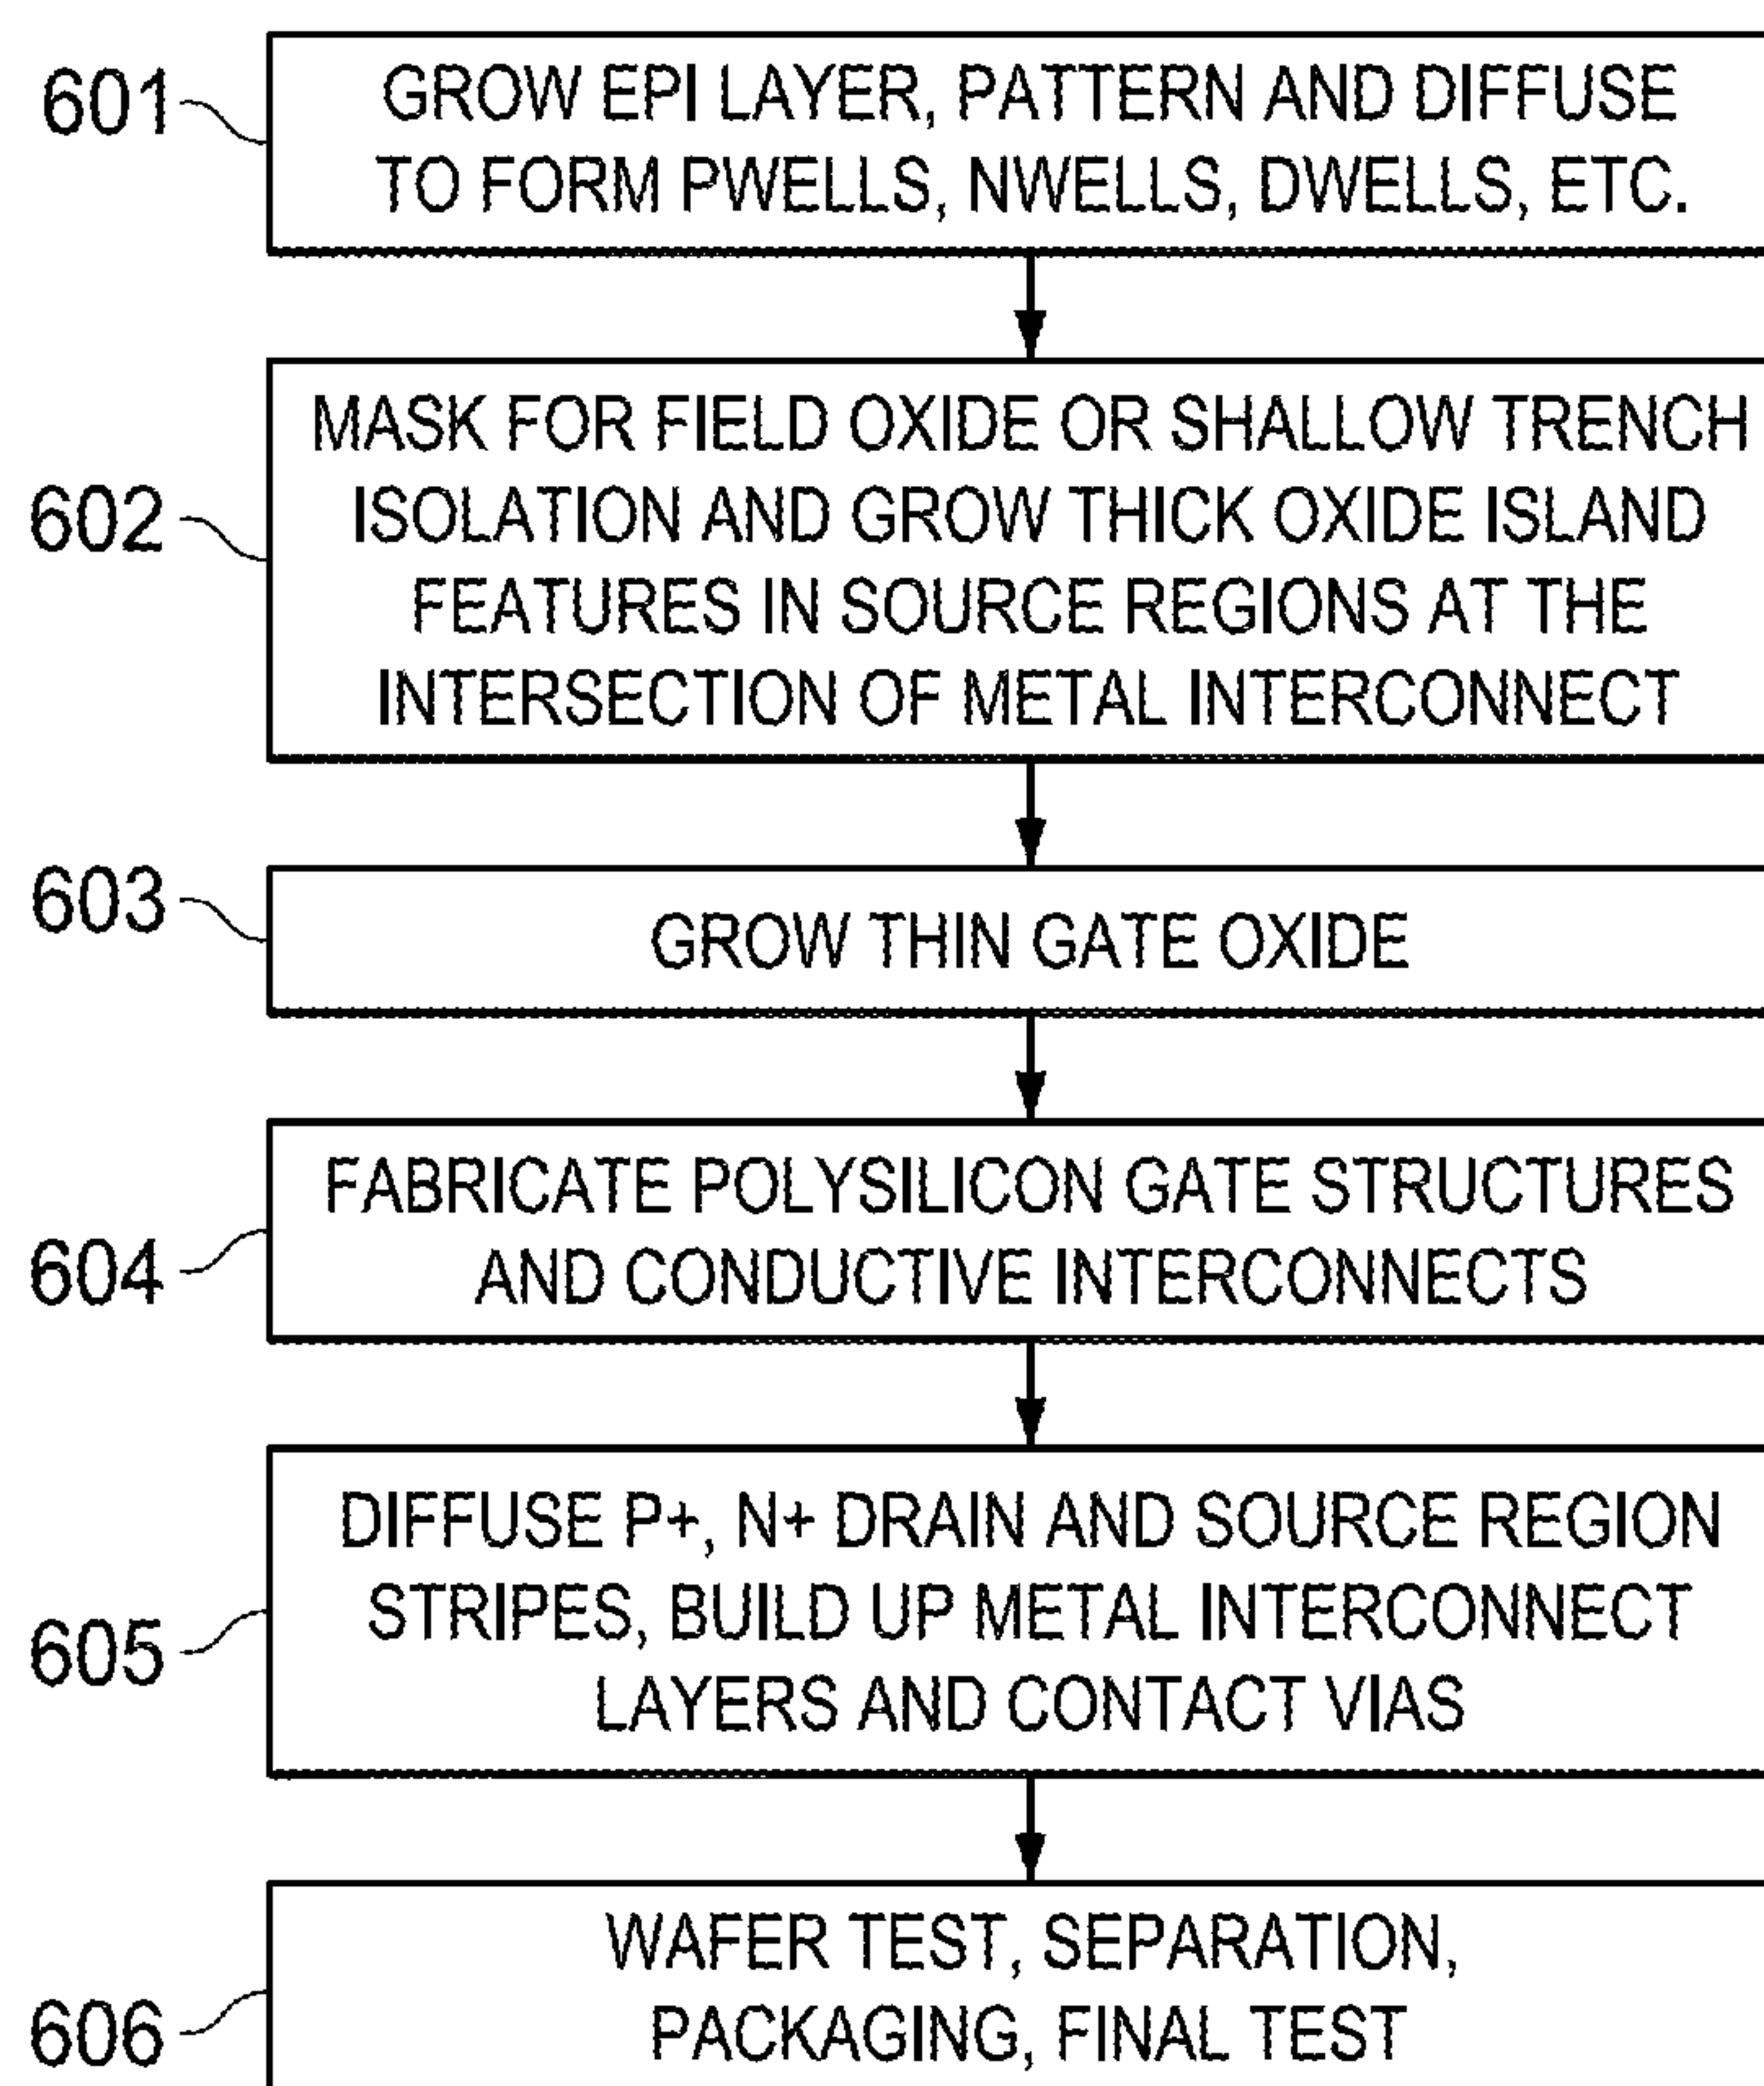 601
GROW EPI LAYER, PATTERN AND DIFFUSE
TO FORM PWELLS, NWELLS, DWELLS, ETC.
602
MASK FOR FIELD OXIDE OR SHALLOW TRENCH
ISOLATION AND GROW THICK OXIDE ISLAND
FEATURES IN SOURCE REGIONS AT THE
INTERSECTION OF METAL INTERCONNECT
603
GROW THIN GATE OXIDE
604
FABRICATE POLYSILICON GATE STRUCTURES
AND CONDUCTIVE INTERCONNECTS
605
DIFFUSE P+, N+ DRAIN AND SOURCE REGION
STRIPES, BUILD UP METAL INTERCONNECT
LAYERS AND CONTACT VIAS
606
WAFER TEST, SEPARATION,
PACKAGING, FINAL TEST